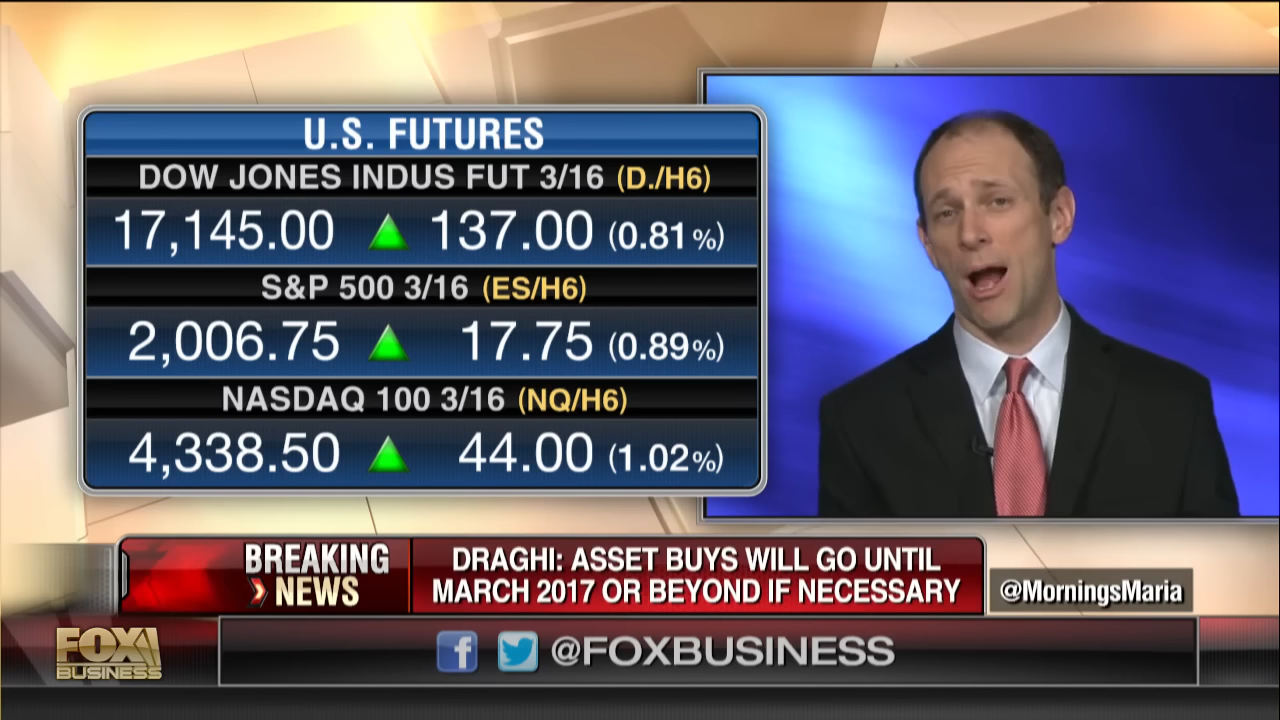 U.S. FUTURES
DOW JONES INDUS FUT 3/16 (D./H6)
17,145.00 ▲ 137.00 (0.81%)
S&P 500 3/16 (ES/H6)
2,006.75 ▲ 17.75 (0.89%)
NASDAQ 100 3/16 (NQ/H6)
4,338.50 ▲ 44.00 (1.02%)
BREAKING
NEWS
DRAGHI: ASSET BUYS WILL GO UNTIL
MARCH 2017 OR BEYOND IF NECESSARY
@MorningsMaria
FOX
BUSINESS
f @FOXBUSINESS